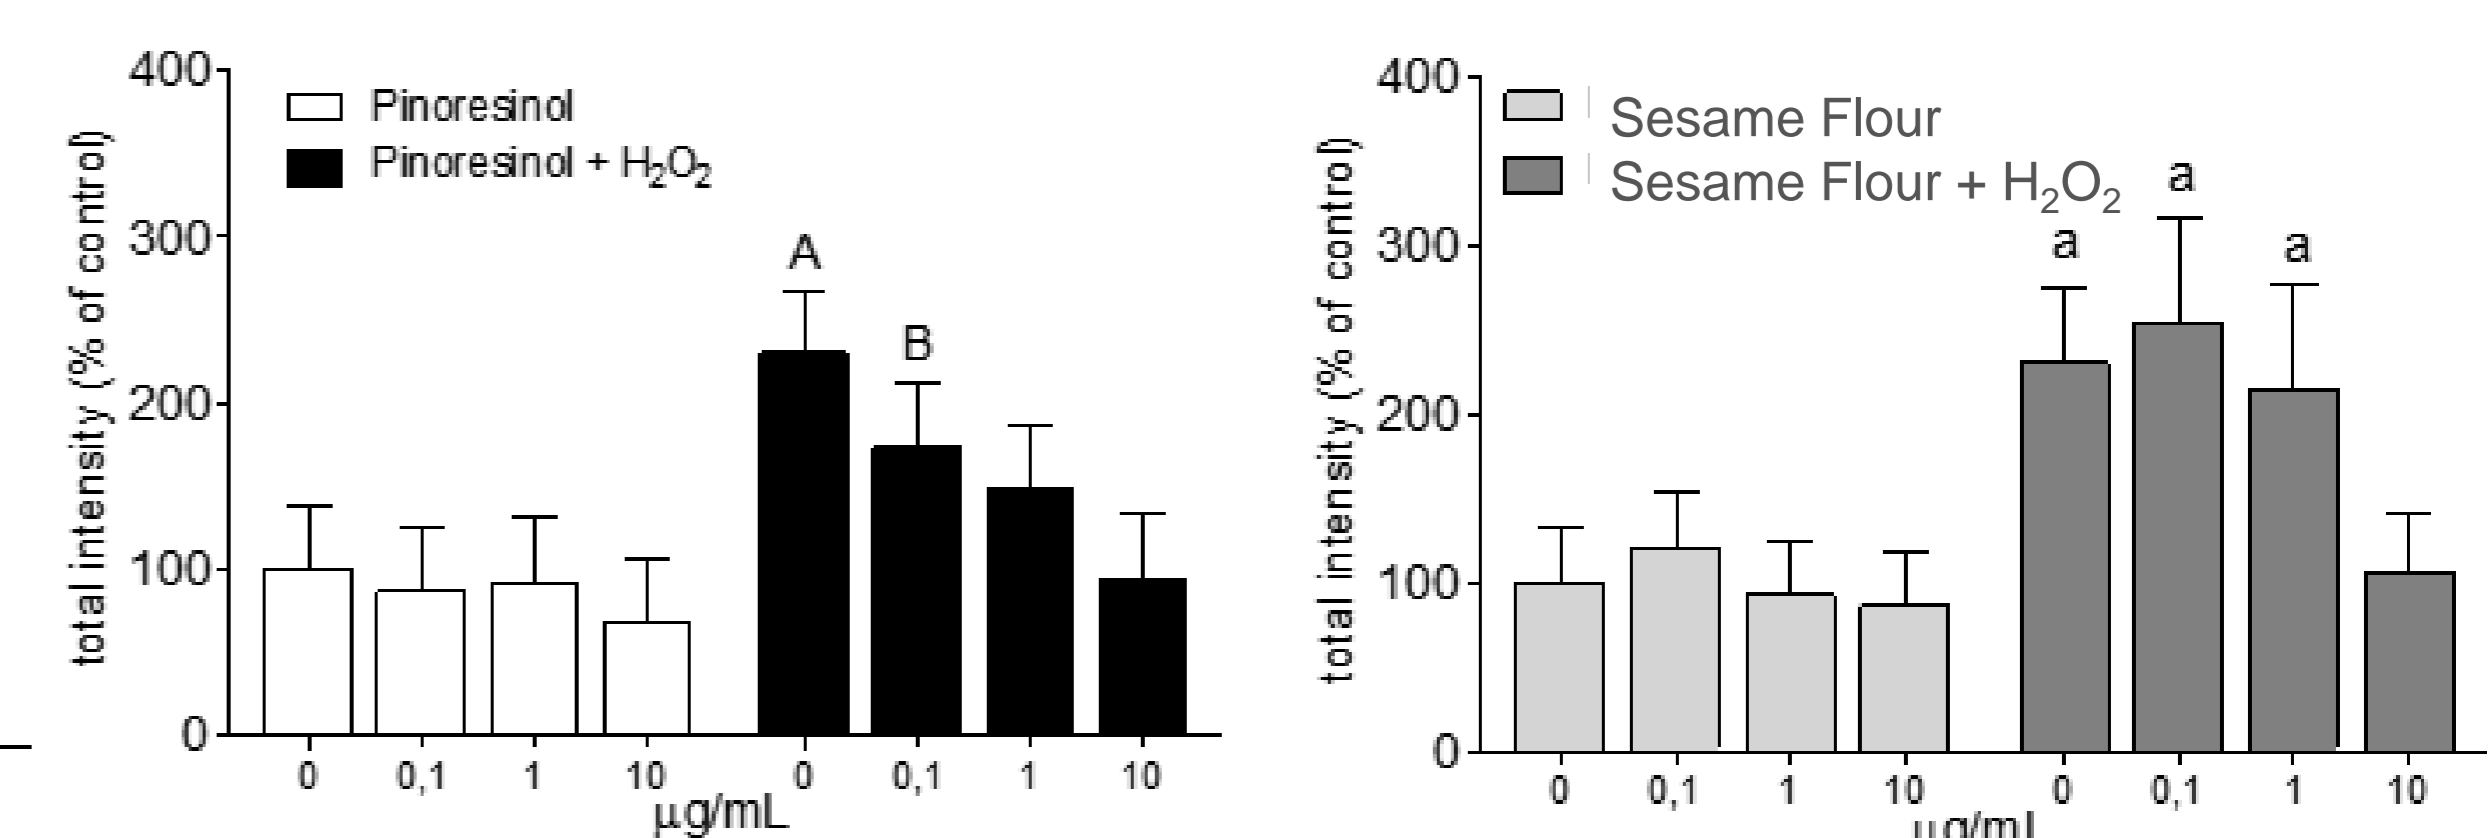 400
300
200
100
0
total intensity (% of control)
Pinoresinol
Pinoresinol + H₂O₂
A
B
0 0,1 1 10 0 0,1 1 10
µg/mL
400
300
200
100
0
total intensity (% of control)
Sesame Flour
Sesame Flour + H₂O₂
a
a
a
0 0,1 1 10 0 0,1 1 10
µg/mL